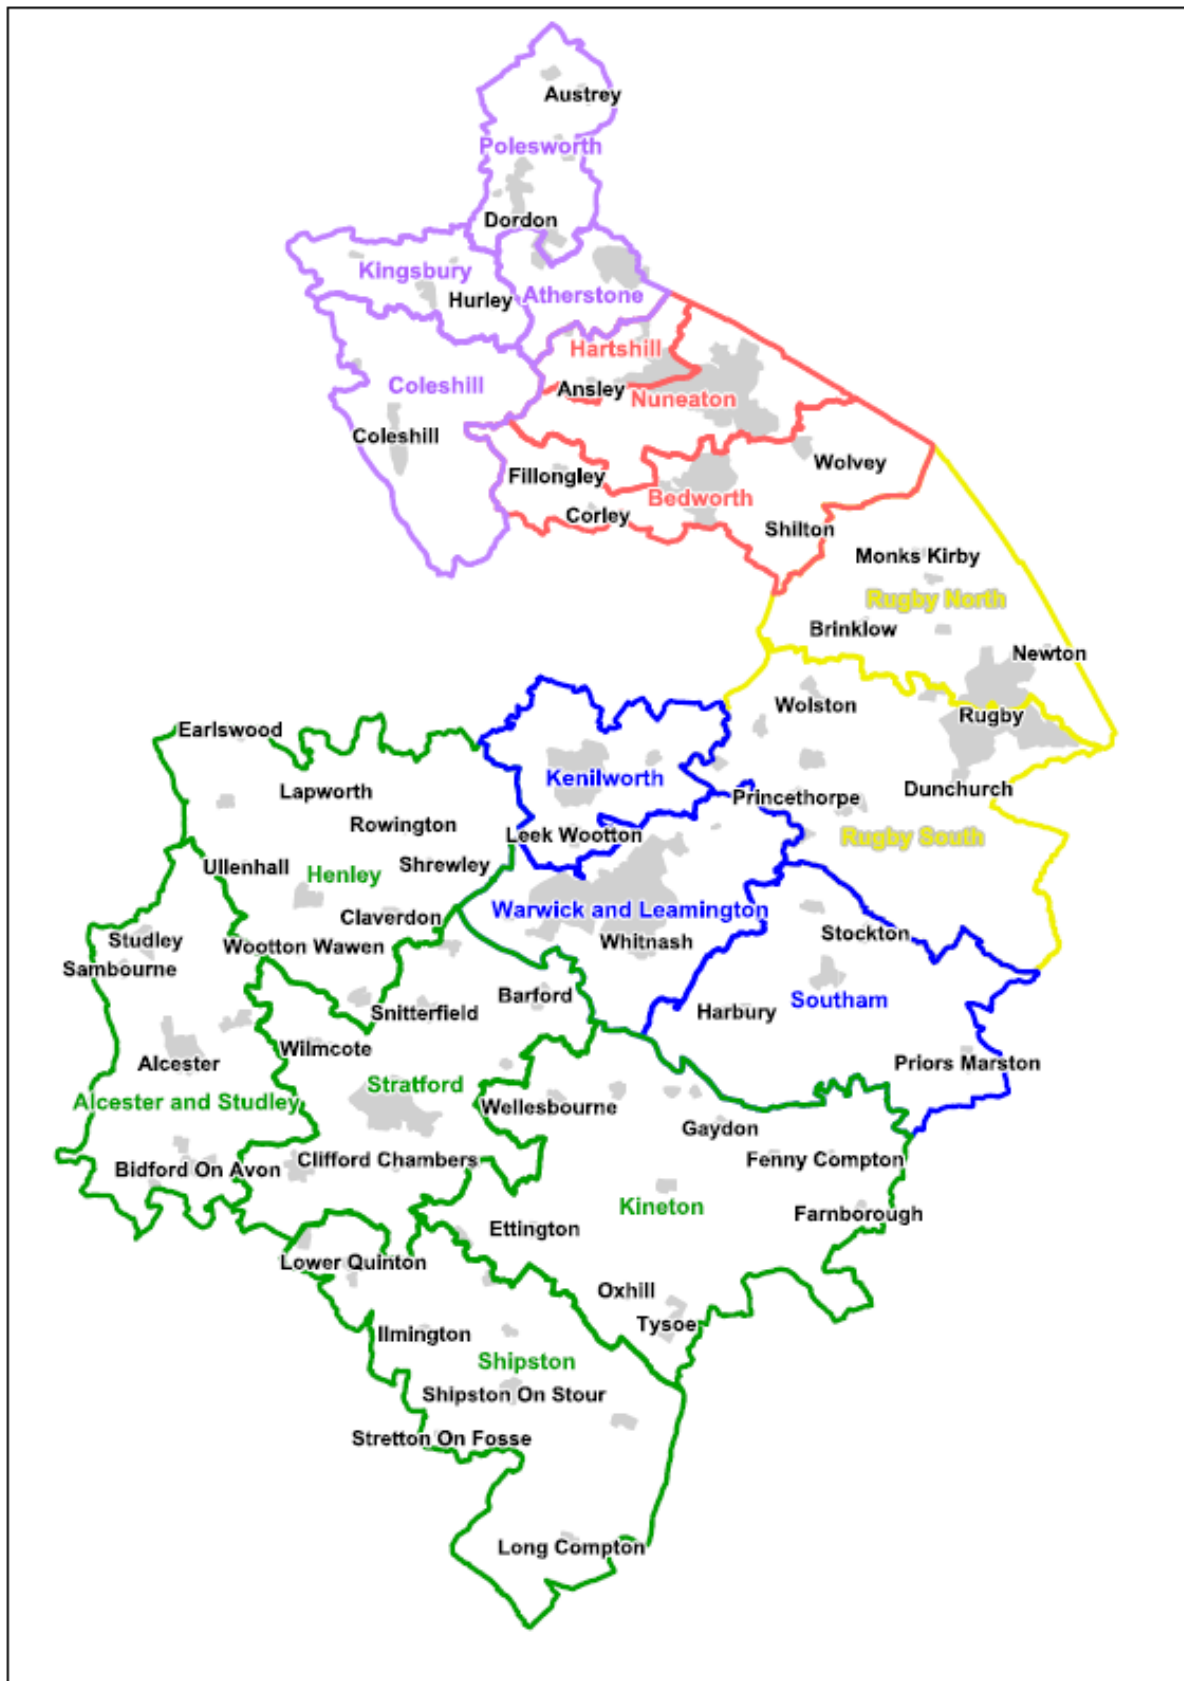 Austrey
Polesworth
Dordon
Kingsbury
Hurley
Atherstone
Hartshill
Coleshill
Ansley
Nuneaton
Coleshill
Wolvey
Fillongley
Bedworth
Corley
Shilton
Monks Kirby
Rugby North
Brinklow
Newton
Wolston
Rugby
Earlswood
Kenilworth
Lapworth
Princethorpe
Dunchurch
Rowington
Leek Wootton
Rugby South
Ullenhall
Henley
Shrewley
Claverdon
Warwick and Leamington
Studley
Wootton Wawen
Whitnash
Stockton
Sambourne
Snitterfield
Barford
Harbury
Southam
Wilmcote
Alcester
Priors Marston
Stratford
Alcester and Studley
Wellesbourne
Gaydon
Bidford On Avon
Clifford Chambers
Fenny Compton
Kineton
Farnborough
Ettington
Lower Quinton
Oxhill
Tysoe
Ilmington
Shipston
Shipston On Stour
Stretton On Fosse
Long Compton